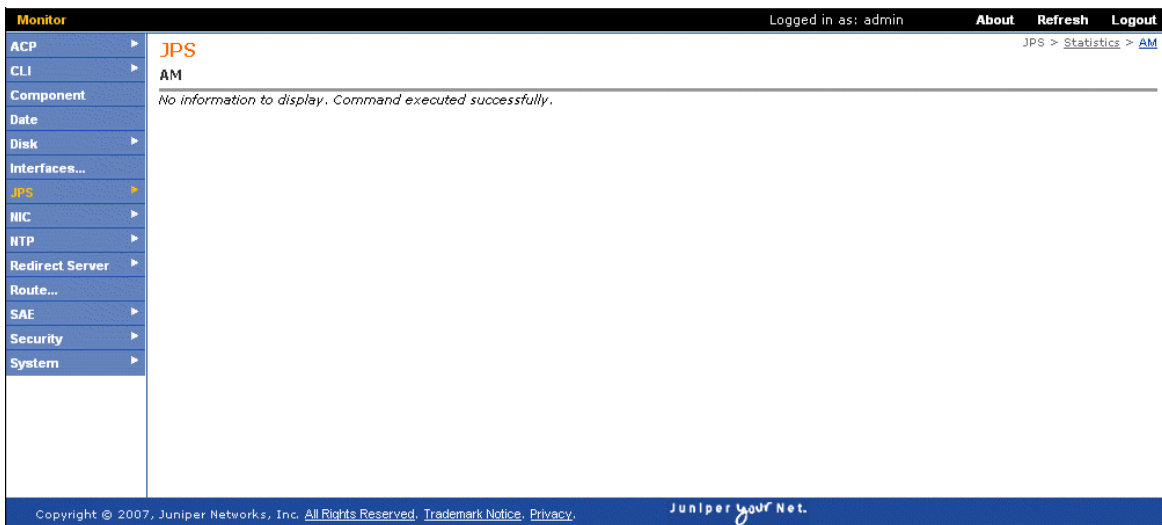 Monitor Logged in as: admin About Refresh Logout
JPS > Statistics > AM
ACP
CLI
Component
Date
Disk
Interfaces...
JPS
NIC
NTP
Redirect Server
Route...
SAE
Security
System
JPS
AM
No information to display. Command executed successfully.
Copyright © 2007, Juniper Networks, Inc. All Rights Reserved. Trademark Notice. Privacy.
Juniper your Net.